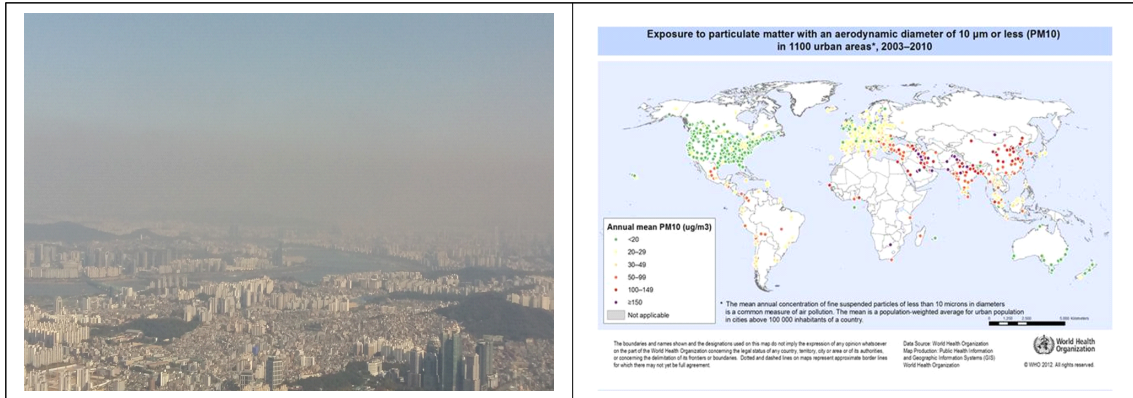 Exposure to particulate matter with an aerodynamic diameter of 10 µm or less (PM10)
in 1100 urban areas*, 2003–2010
Annual mean PM10 (ug/m3)
<20
20–29
30–49
50–99
100–149
≥150
Not applicable
* The mean annual concentration of fine suspended particles of less than 10 microns in diameters
is a common measure of air pollution. The mean is a population-weighted average for urban population
in cities above 100 000 inhabitants of a country.
The boundaries and names shown and the designations used on this map do not imply the expression of any opinion whatsoever
on the part of the World Health Organization concerning the legal status of any country, territory, city or area or of its authorities,
or concerning the delimitation of its frontiers or boundaries. Dotted and dashed lines on maps represent approximate border lines
for which there may not yet be full agreement.
Data Source: World Health Organization
Map Production: Public Health Information
and Geographic Information Systems (GIS)
World Health Organization
World Health
Organization
© WHO 2012. All rights reserved.